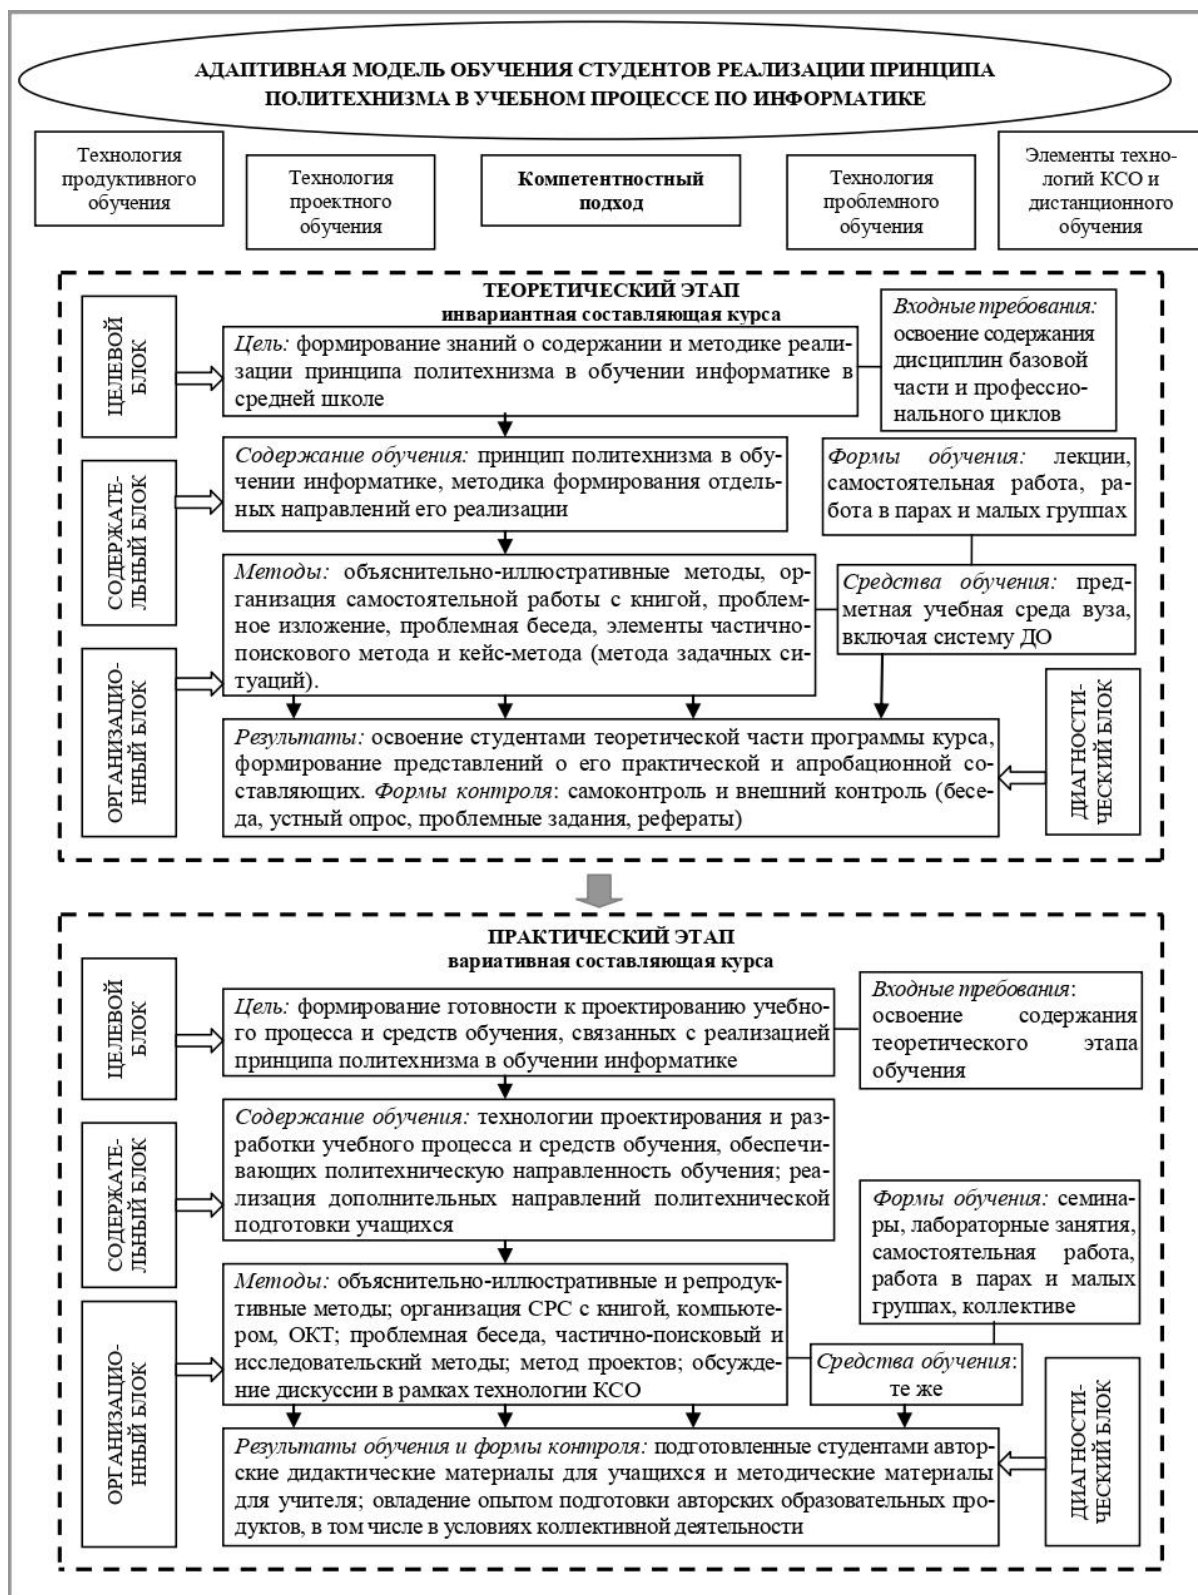 АДАПТИВНАЯ МОДЕЛЬ ОБУЧЕНИЯ СТУДЕНТОВ РЕАЛИЗАЦИИ ПРИНЦИПА
ПОЛИТЕХНИЗМА В УЧЕБНОМ ПРОЦЕССЕ ПО ИНФОРМАТИКЕ
Технология
продуктивного
обучения
Технология
проектного
обучения
Компетентностный
подход
Технология
проблемного
обучения
Элементы техно-
логий КСО и
дистанционного
обучения
ТЕОРЕТИЧЕСКИЙ ЭТАП
инвариантная составляющая курса
ЦЕЛЕВОЙ
БЛОК
Цель: формирование знаний о содержании и методике реали-
зации принципа политехнизма в обучении информатике в
средней школе
Входные требования:
освоение содержания
дисциплин базовой
части и профессио-
нального циклов
СОДЕРЖАТЕ-
ЛЬНЫЙ БЛОК
Содержание обучения: принцип политехнизма в обу-
чении информатике, методика формирования отдель-
ных направлений его реализации
Формы обучения: лекции,
самостоятельная работа, ра-
бота в парах и малых группах
Методы: объяснительно-иллюстративные методы, ор-
ганизация самостоятельной работы с книгой, проблем-
ное изложение, проблемная беседа, элементы частично-
поискового метода и кейс-метода (метода задачных си-
туаций).
Средства обучения: пред-
метная учебная среда вуза,
включая систему ДО
ОРГАНИЗАЦИО-
ННЫЙ БЛОК
Результаты: освоение студентами теоретической части программы курса,
формирование представлений о его практической и апробационной со-
ставляющих. Формы контроля: самоконтроль и внешний контроль (бесе-
да, устный опрос, проблемные задания, рефераты)
ДИАГНОСТИ-
ЧЕСКИЙ БЛОК
ПРАКТИЧЕСКИЙ ЭТАП
вариативная составляющая курса
ЦЕЛЕВОЙ
БЛОК
Цель: формирование готовности к проектированию учебно-
го процесса и средств обучения, связанных с реализацией
принципа политехнизма в обучении информатике
Входные требования:
освоение содержания
теоретического этапа
обучения
СОДЕРЖАТЕ-
ЛЬНЫЙ БЛОК
Содержание обучения: технологии проектирования и раз-
работки учебного процесса и средств обучения, обеспечи-
вающих политехническую направленность обучения; реа-
лизация дополнительных направлений политехнической
подготовки учащихся
Формы обучения: семина-
ры, лабораторные занятия,
самостоятельная работа,
работа в парах и малых
группах, коллективе
Методы: объяснительно-иллюстративные и репродук-
тивные методы; организация СРС с книгой, компьюте-
ром, ОКТ; проблемная беседа, частично-поисковый и
исследовательский методы; метод проектов; обсужде-
ние дискуссии в рамках технологии КСО
Средства обучения:
те же
ОРГАНИЗАЦИО-
ННЫЙ БЛОК
Результаты обучения и формы контроля: подготовленные студентами автор-
ские дидактические материалы для учащихся и методические материалы
для учителя; овладение опытом подготовки авторских образовательных про-
дуктов, в том числе в условиях коллективной деятельности
ДИАГНОСТИ-
ЧЕСКИЙ БЛОК